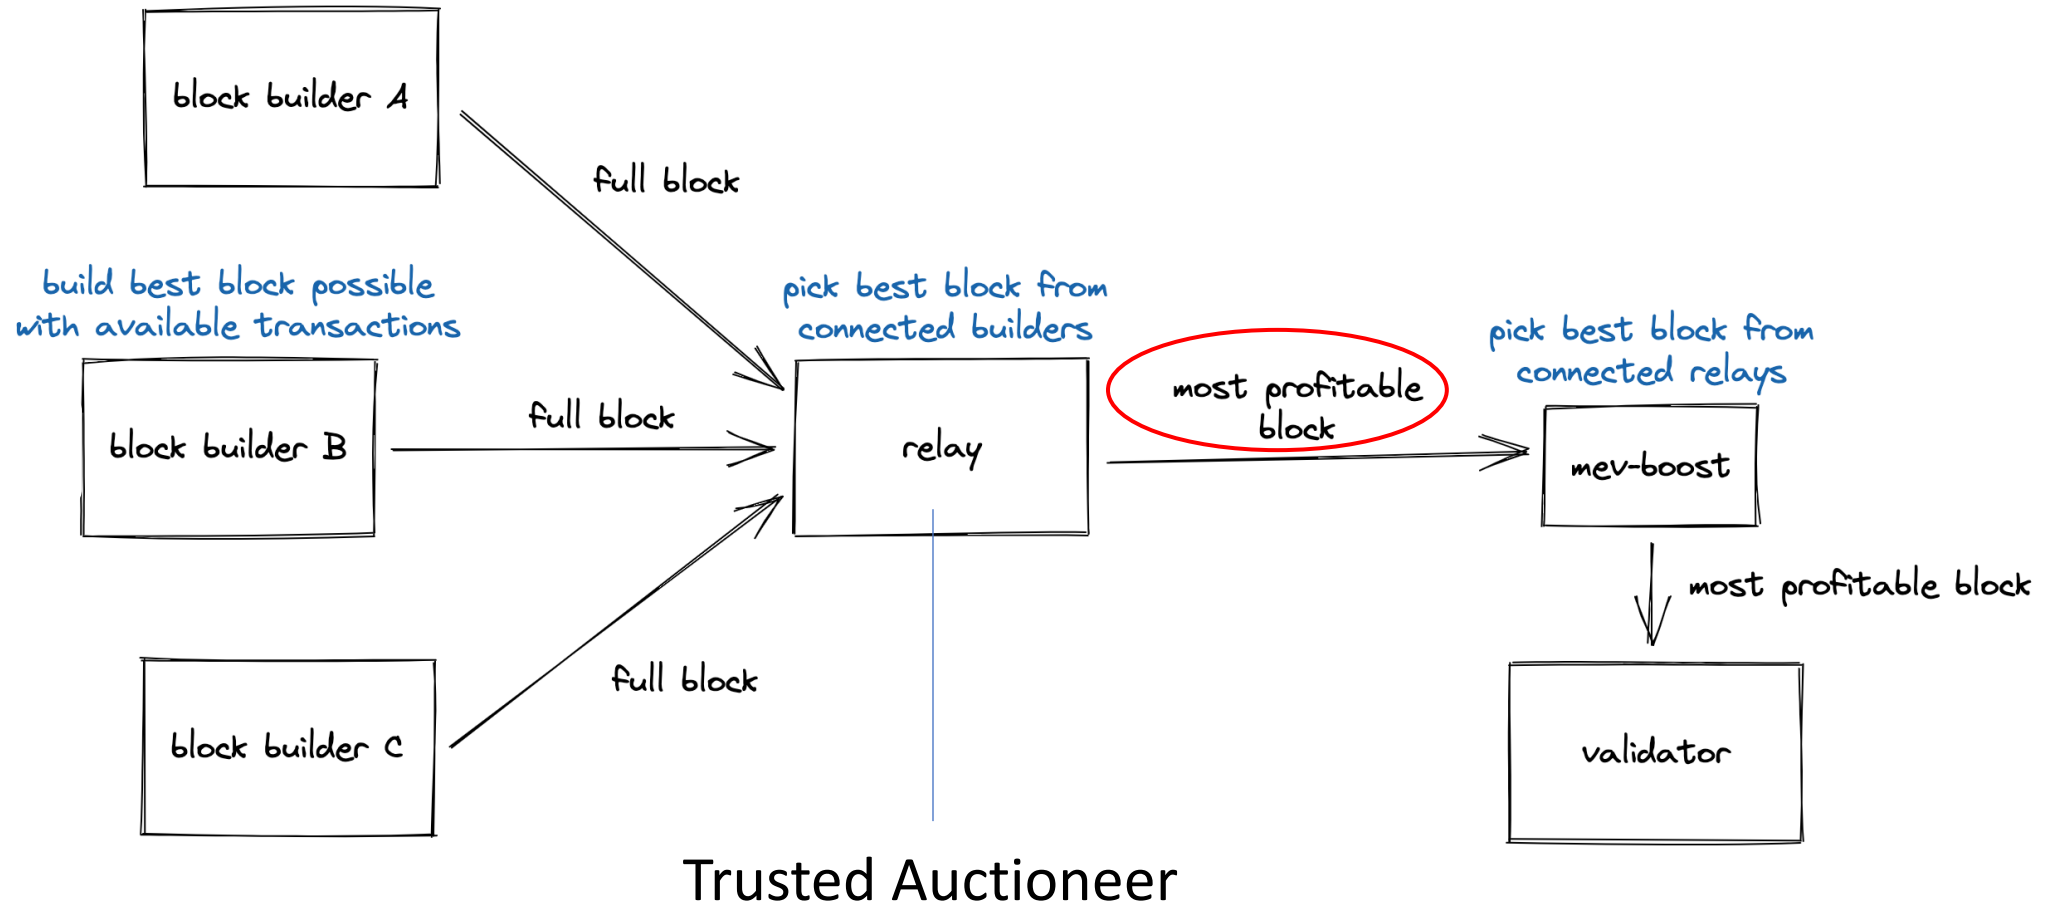 block builder A
full block
build best block possible
with available transactions
block builder B
full block
pick best block from
connected builders
relay
most profitable
block
pick best block from
connected relays
mev-boost
most profitable block
block builder C
full block
validator
Trusted Auctioneer